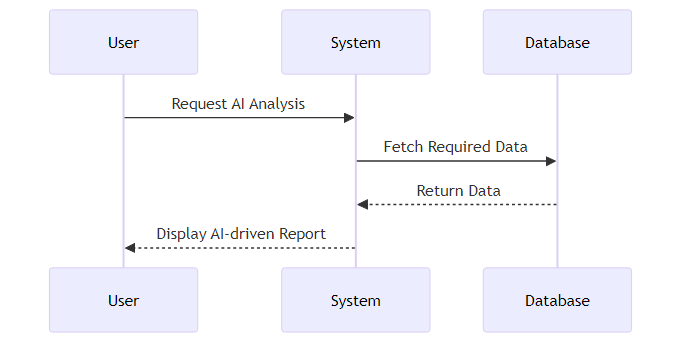 User
System
Database
Request AI Analysis
Fetch Required Data
Return Data
Display AI-driven Report
User
System
Database